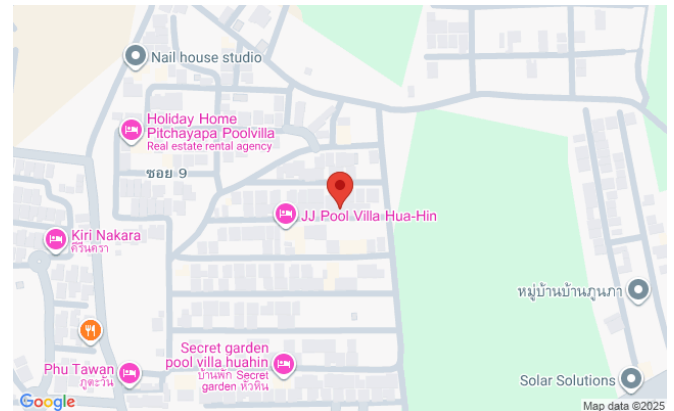 Nail house studio
Holiday Home
Pitchayapa Poolvilla
Real estate rental agency
ซอย 9
JJ Pool Villa Hua-Hin
Kiri Nakara
คีรีนครา
หมู่บ้านบ้านภูนภา
Secret garden
pool villa huahin
บ้านพัก Secret
garden หัวหิน
Phu Tawan
ภูตะวัน
Solar Solutions
Google
Map data ©2025